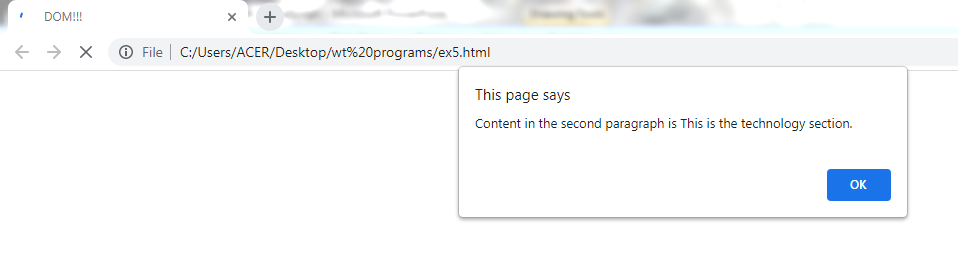 DOM!!!
File C:/Users/ACER/Desktop/wt%20programs/ex5.html
This page says
Content in the second paragraph is This is the technology section.
OK